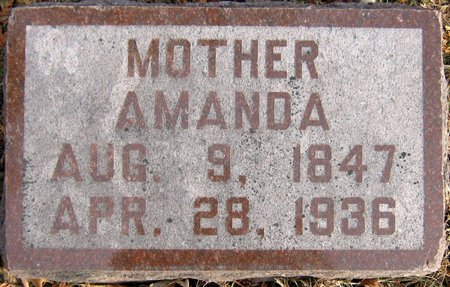 MOTHER
AMANDA
AUG. 9, 1847
APR. 28, 1936